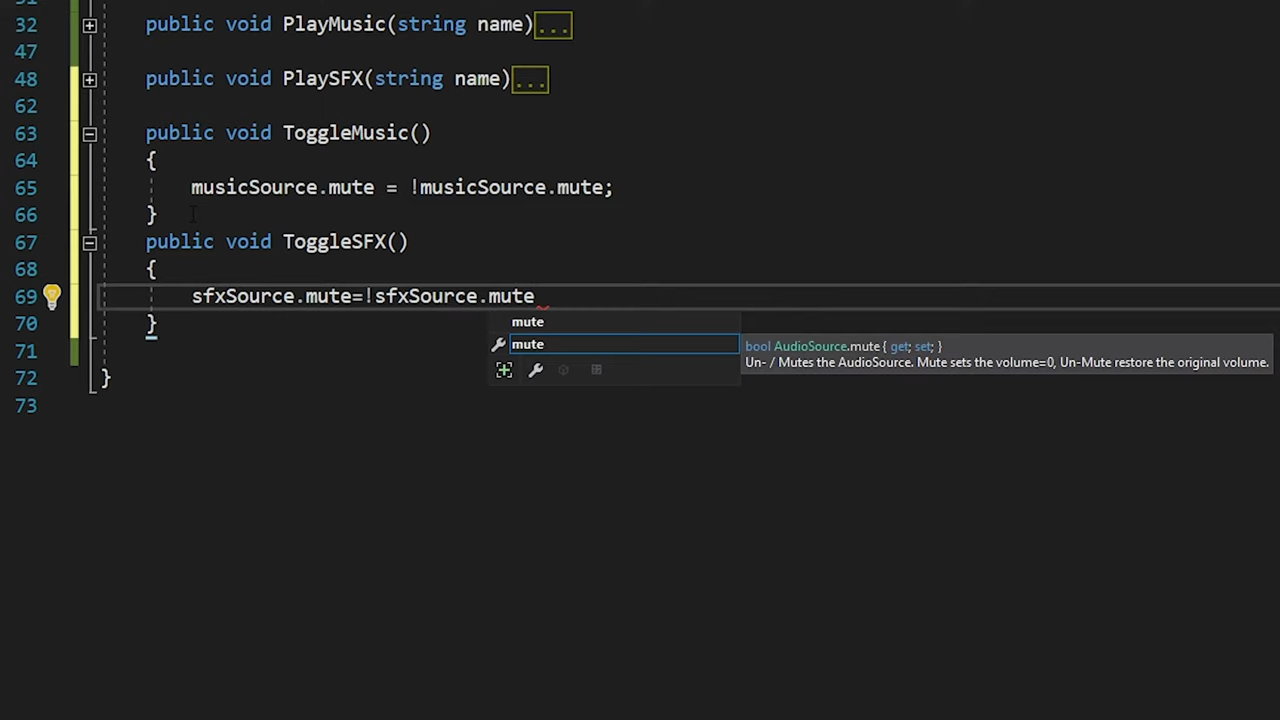 32 public void PlayMusic(string name)...
47
48 public void PlaySFX(string name)...
62
63 public void ToggleMusic()
64 {
65 musicSource.mute = !musicSource.mute;
66 }
67 public void ToggleSFX()
68 {
69 sfxSource.mute=!sfxSource.mute
70 }
mute
mute
bool AudioSource.mute { get; set; }
Un- / Mutes the AudioSource. Mute sets the volume=0, Un-Mute restore the original volume.
71
72 }
73